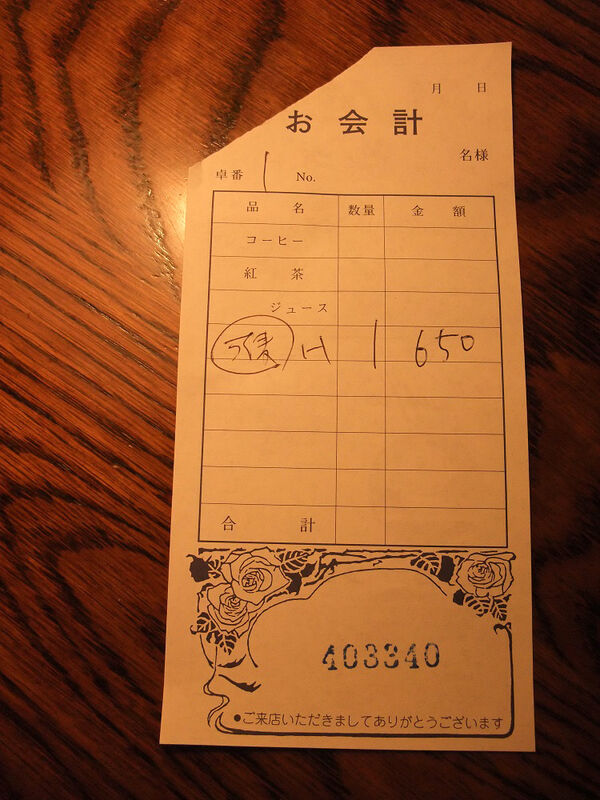 月 日
お会計
名様
卓番 1 No.
品名 数量 金額
コーヒー
紅茶
ジュース
1 650
合計
403340
●ご来店いただきましてありがとうございます